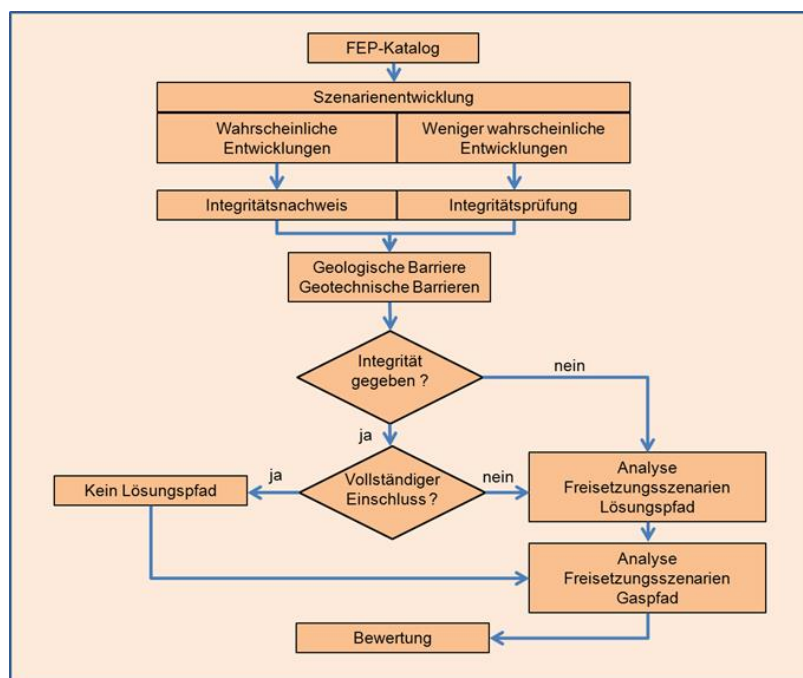 FEP-Katalog
Szenarienentwicklung
Wahrscheinliche
Entwicklungen
Weniger wahrscheinliche
Entwicklungen
Integritätsnachweis
Integritätsprüfung
Geologische Barriere
Geotechnische Barrieren
Integrität
gegeben ?
nein
ja
Vollständiger
Einschluss ?
ja
nein
Kein Lösungspfad
Analyse
Freisetzungsszenarien
Lösungspfad
Analyse
Freisetzungsszenarien
Gaspfad
Bewertung